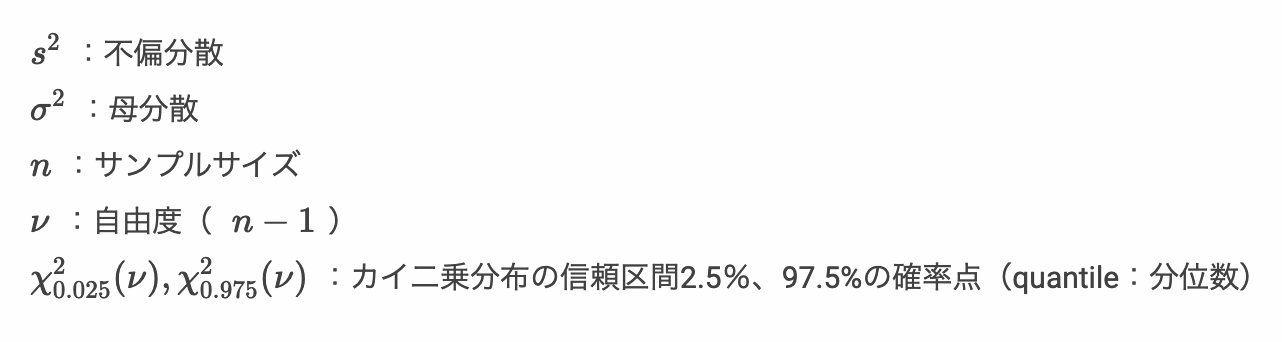 s² ：不偏分散
σ² ：母分散
n ：サンプルサイズ
ν ：自由度（ n − 1 ）
χ²₀.₀₂₅(ν), χ²₀.₉₇₅(ν) ：カイ二乗分布の信頼区間2.5%、97.5%の確率点（quantile：分位数）